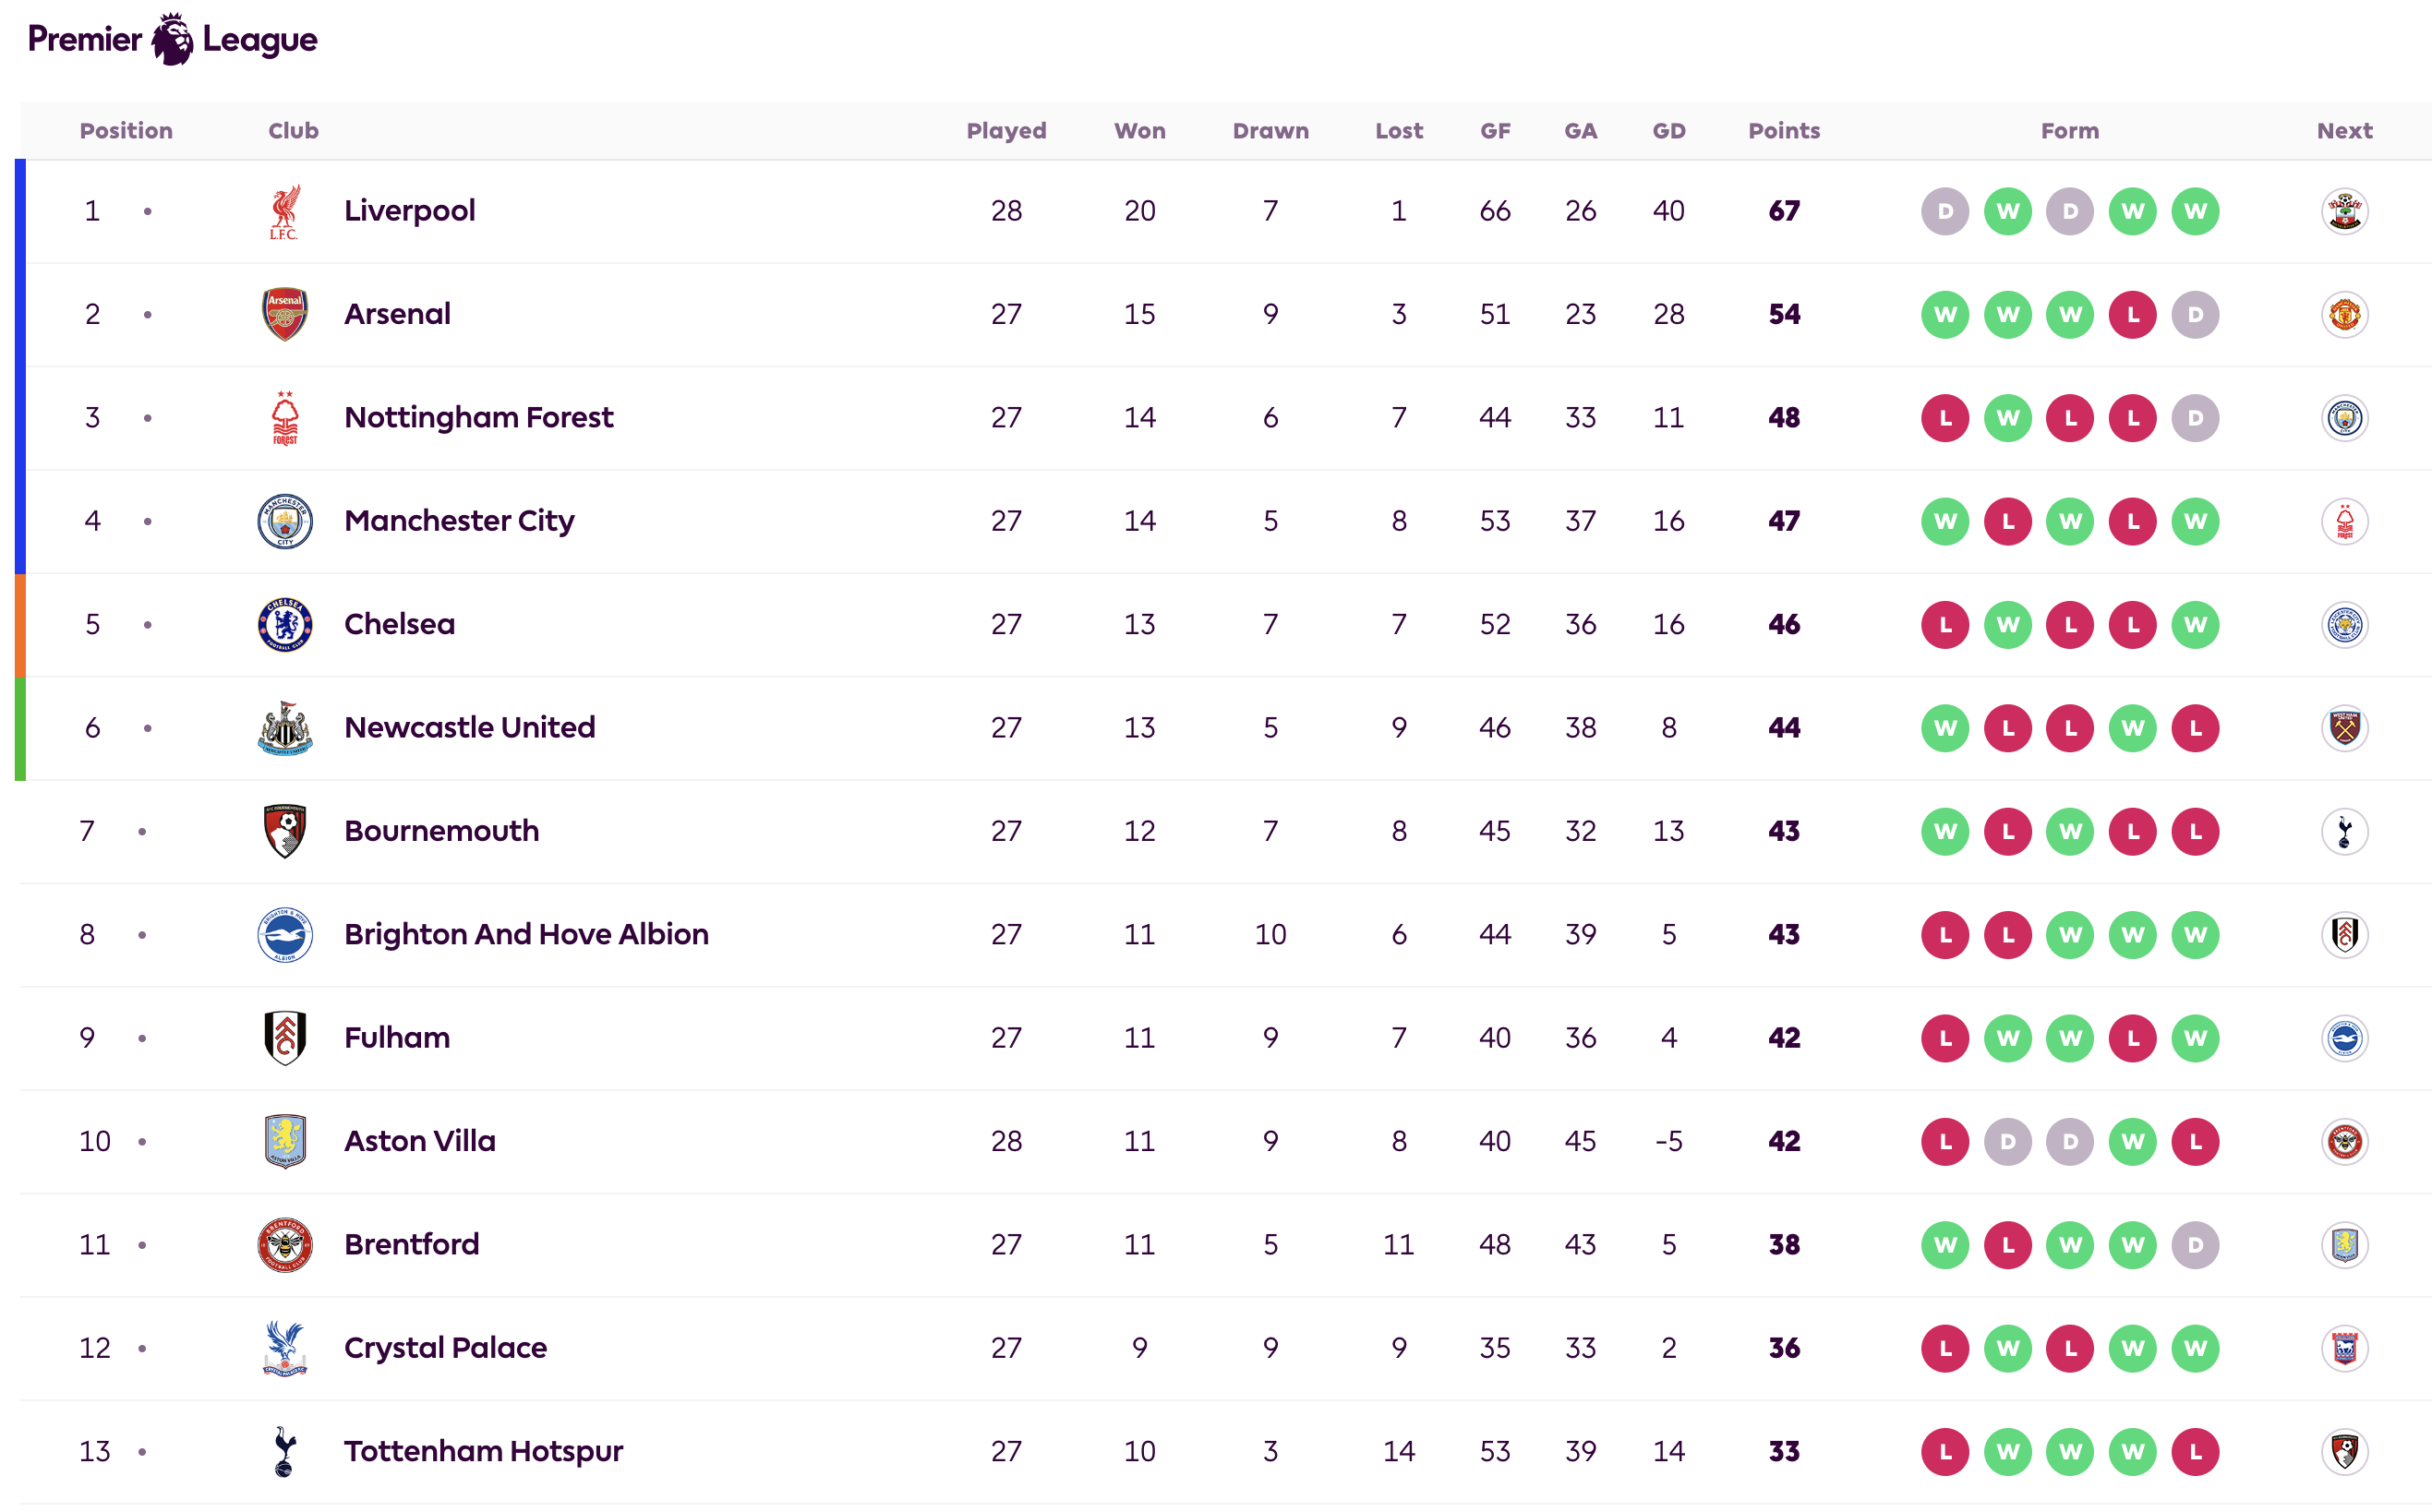 Premier League
Position Club Played Won Drawn Lost GF GA GD Points Form Next
1 Liverpool 28 20 7 1 66 26 40 67 D W D W W
2 Arsenal 27 15 9 3 51 23 28 54 W W W L D
3 Nottingham Forest 27 14 6 7 44 33 11 48 L W L L D
4 Manchester City 27 14 5 8 53 37 16 47 W L W L W
5 Chelsea 27 13 7 7 52 36 16 46 L W L L W
6 Newcastle United 27 13 5 9 46 38 8 44 W L L W L
7 Bournemouth 27 12 7 8 45 32 13 43 W L W L L
8 Brighton And Hove Albion 27 11 10 6 44 39 5 43 L L W W W
9 Fulham 27 11 9 7 40 36 4 42 L W W L W
10 Aston Villa 28 11 9 8 40 45 -5 42 L D D W L
11 Brentford 27 11 5 11 48 43 5 38 W L W W D
12 Crystal Palace 27 9 9 9 35 33 2 36 L W L W W
13 Tottenham Hotspur 27 10 3 14 53 39 14 33 L W W W L